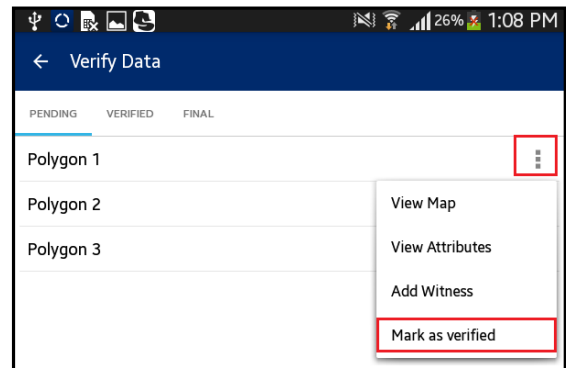 26% 1:08 PM
Verify Data
PENDING VERIFIED FINAL
Polygon 1
Polygon 2
Polygon 3
View Map
View Attributes
Add Witness
Mark as verified